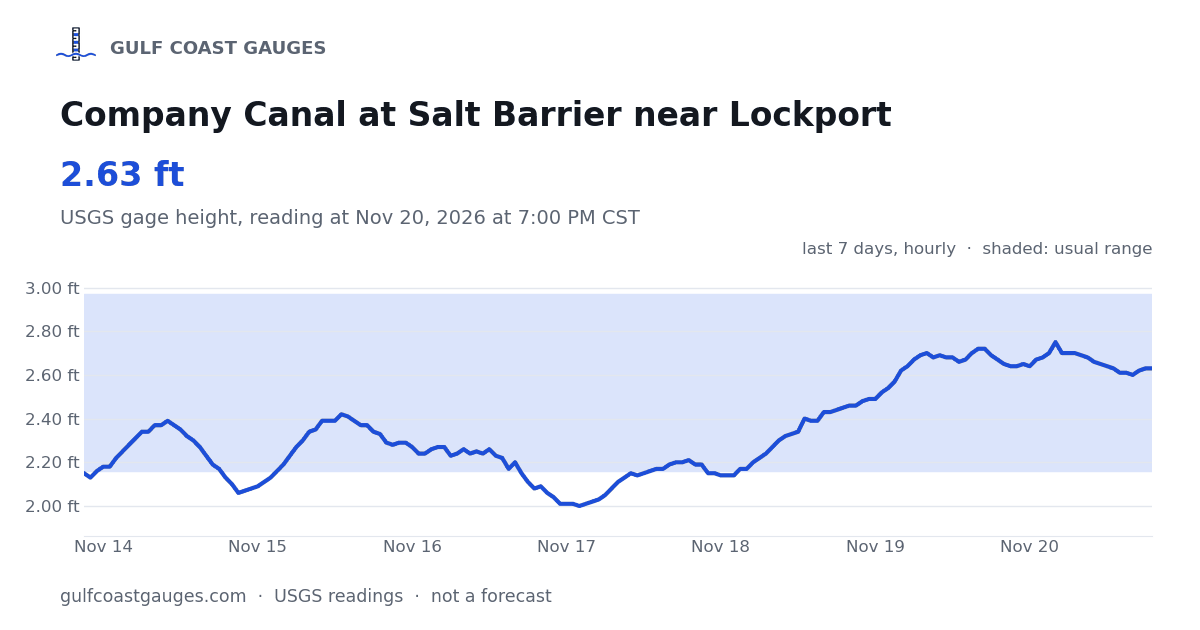 GULF COAST GAUGES
Company Canal at Salt Barrier near Lockport
2.63 ft
USGS gage height, reading at Nov 20, 2026 at 7:00 PM CST
last 7 days, hourly · shaded: usual range
3.00 ft
2.80 ft
2.60 ft
2.40 ft
2.20 ft
2.00 ft
Nov 14 Nov 15 Nov 16 Nov 17 Nov 18 Nov 19 Nov 20
gulfcoastgauges.com · USGS readings · not a forecast